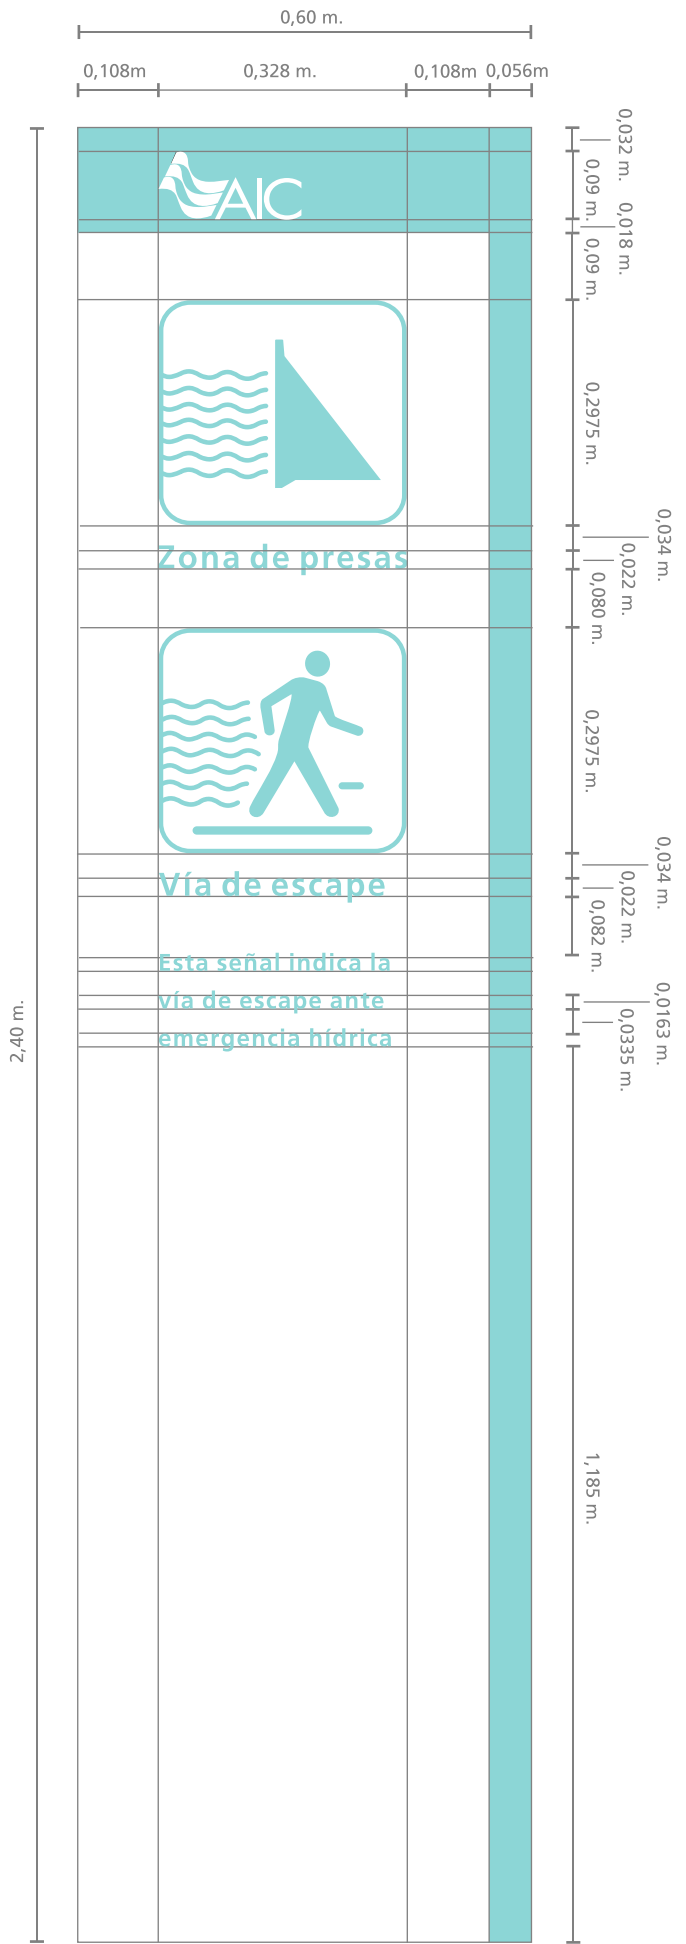 0,60 m.
0,108m 0,328 m. 0,108m 0,056m
0,032 m.
0,09 m.
0,018 m.
0,09 m.
AIC
0,2975 m.
0,034 m.
0,022 m.
0,080 m.
Zona de presas
0,2975 m.
0,034 m.
0,022 m.
0,082 m.
Vía de escape
Esta señal indica la
vía de escape ante
emergencia hídrica
0,0163 m.
0,0335 m.
2,40 m.
1,185 m.